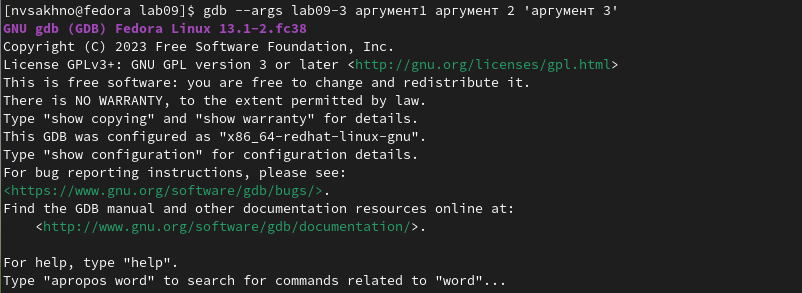 [nvsakhno@fedora lab09]$ gdb --args lab09-3 аргумент1 аргумент 2 'аргумент 3'
GNU gdb (GDB) Fedora Linux 13.1-2.fc38
Copyright (C) 2023 Free Software Foundation, Inc.
License GPLv3+: GNU GPL version 3 or later <http://gnu.org/licenses/gpl.html>
This is free software: you are free to change and redistribute it.
There is NO WARRANTY, to the extent permitted by law.
Type "show copying" and "show warranty" for details.
This GDB was configured as "x86_64-redhat-linux-gnu".
Type "show configuration" for configuration details.
For bug reporting instructions, please see:
<https://www.gnu.org/software/gdb/bugs/>.
Find the GDB manual and other documentation resources online at:
    <http://www.gnu.org/software/gdb/documentation/>.

For help, type "help".
Type "apropos word" to search for commands related to "word"...